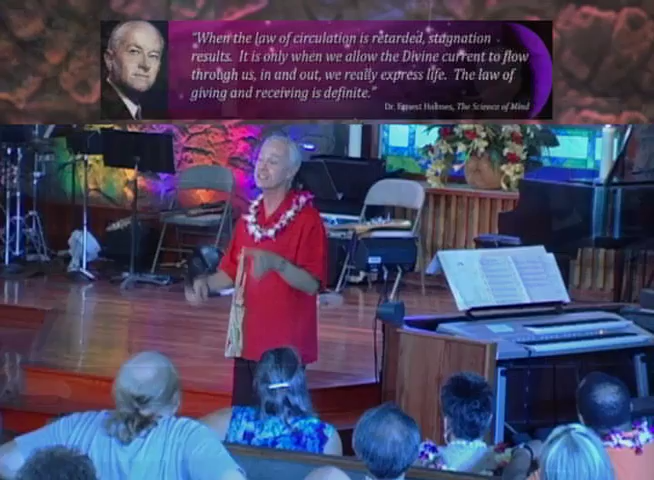 "When the law of circulation is retarded, stagnation
results. It is only when we allow the Divine current to flow
through us, in and out, we really express life. The law of
giving and receiving is definite."
Dr. Ernest Holmes, The Science of Mind